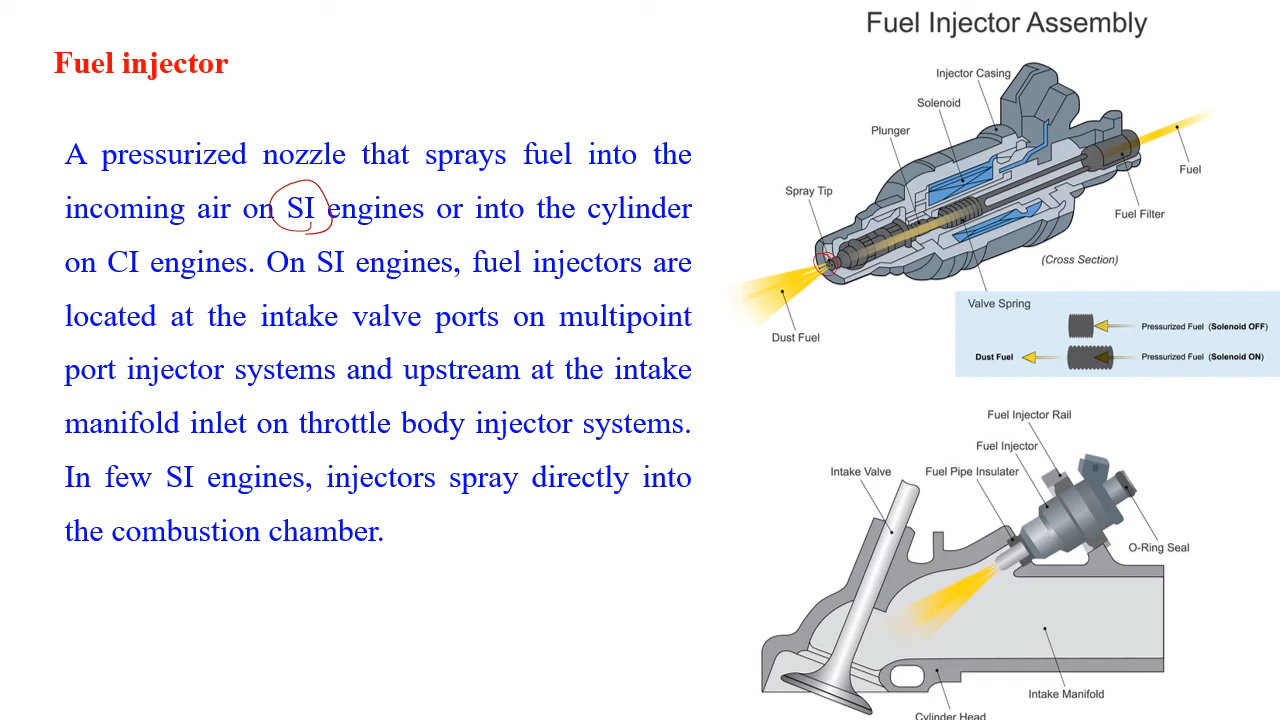 Fuel injector
A pressurized nozzle that sprays fuel into the
incoming air on SI engines or into the cylinder
on CI engines. On SI engines, fuel injectors are
located at the intake valve ports on multipoint
port injector systems and upstream at the intake
manifold inlet on throttle body injector systems.
In few SI engines, injectors spray directly into
the combustion chamber.
Fuel Injector Assembly
Injector Casing
Solenoid
Plunger
Spray Tip
Fuel
Fuel Filter
(Cross Section)
Dust Fuel
Valve Spring
Pressurized Fuel (Solenoid OFF)
Dust Fuel
Pressurized Fuel (Solenoid ON)
Fuel Injector Rail
Fuel Injector
Fuel Pipe Insulater
Intake Valve
O-Ring Seal
Intake Manifold
Cylinder Head